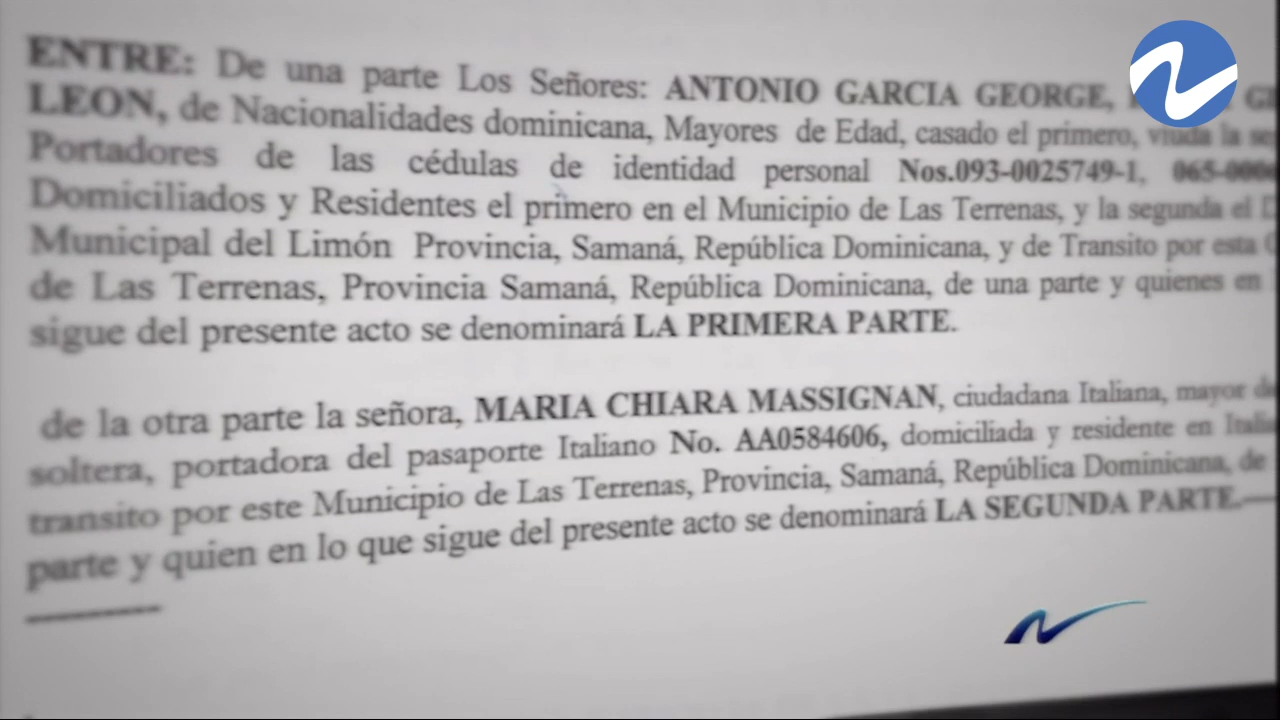 ENTRE: De una parte Los Señores: ANTONIO GARCIA GEORGE,
LEON, de Nacionalidades dominicana, Mayores de Edad, casado el primero, viuda la
Portadores de las cédulas de identidad personal Nos.093-0025749-1, 065-000
Domiciliados y Residentes el primero en el Municipio de Las Terrenas, y la segunda el
Municipal del Limón Provincia, Samaná, República Dominicana, y de Transito por esta
de Las Terrenas, Provincia Samaná, República Dominicana, de una parte y quienes en
sigue del presente acto se denominará LA PRIMERA PARTE.
de la otra parte la señora, MARIA CHIARA MASSIGNAN, ciudadana Italiana, mayor
soltera, portadora del pasaporte Italiano No. AA0584606, domiciliada y residente en
transito por este Municipio de Las Terrenas, Provincia, Samaná, República Dominicana, de
parte y quien en lo que sigue del presente acto se denominará LA SEGUNDA PARTE.—